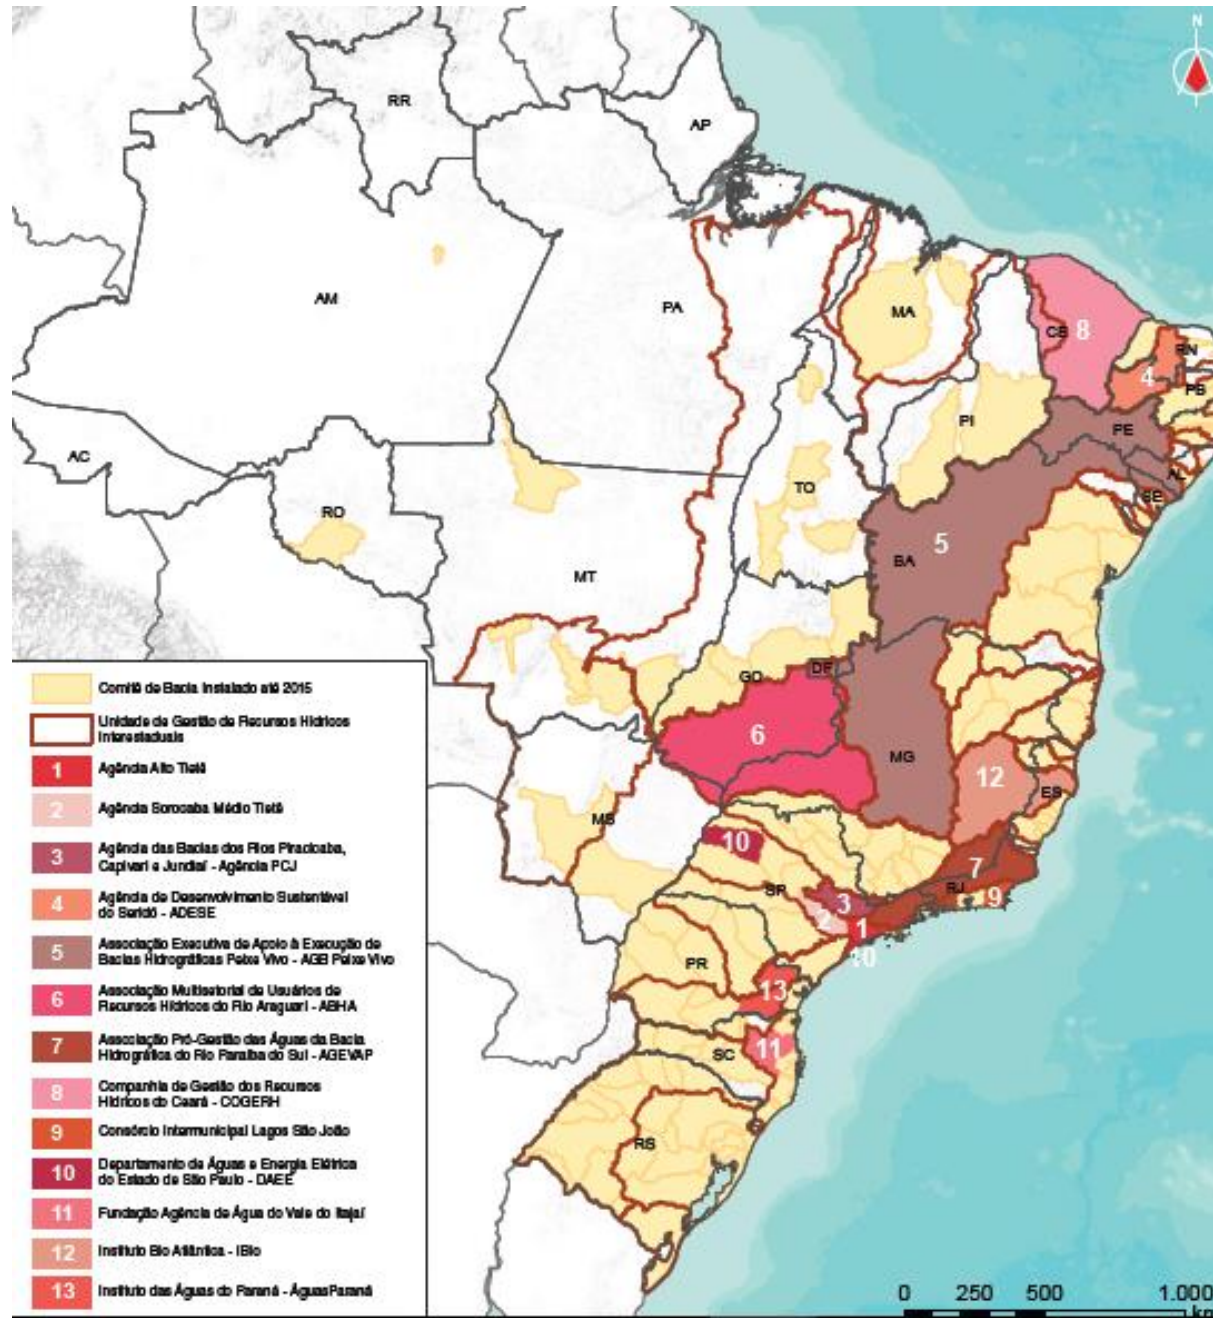 N
RR
AP
AM
PA
MA
CE
8
RN
4
PB
PI
PE
AC
AL
TO
SE
RO
5
BA
MT
DF
GO
6
MG
12
ES
MS
10
7
SP
RJ
9
3
2
1
10
PR
13
SC
11
RS
Comitê de Bacia Instalado até 2015
Unidade de Gestão de Recursos Hídricos
Interestaduais
1 Agência Alto Tietê
2 Agência Sorocaba Médio Tietê
3 Agência das Bacias dos Rios Piracicaba,
Capivari e Jundiaí - Agência PCJ
4 Agência de Desenvolvimento Sustentável
do Seridó - ADESE
5 Associação Executiva de Apoio à Execução de
Bacias Hidrográficas Peixe Vivo - AGB Peixe Vivo
6 Associação Multisetorial de Usuários de
Recursos Hídricos do Rio Araguari - ABHA
7 Associação Pró-Gestão das Águas da Bacia
Hidrográfica do Rio Paraíba do Sul - AGEVAP
8 Companhia de Gestão dos Recursos
Hídricos do Ceará - COGERH
9 Consórcio Intermunicipal Lagos São João
10 Departamento de Águas e Energia Elétrica
do Estado de São Paulo - DAEE
11 Fundação Agência de Água do Vale do Itajaí
12 Instituto Bio Atlântica - IBio
13 Instituto das Águas do Paraná - ÁguasParaná
0 250 500 1.000